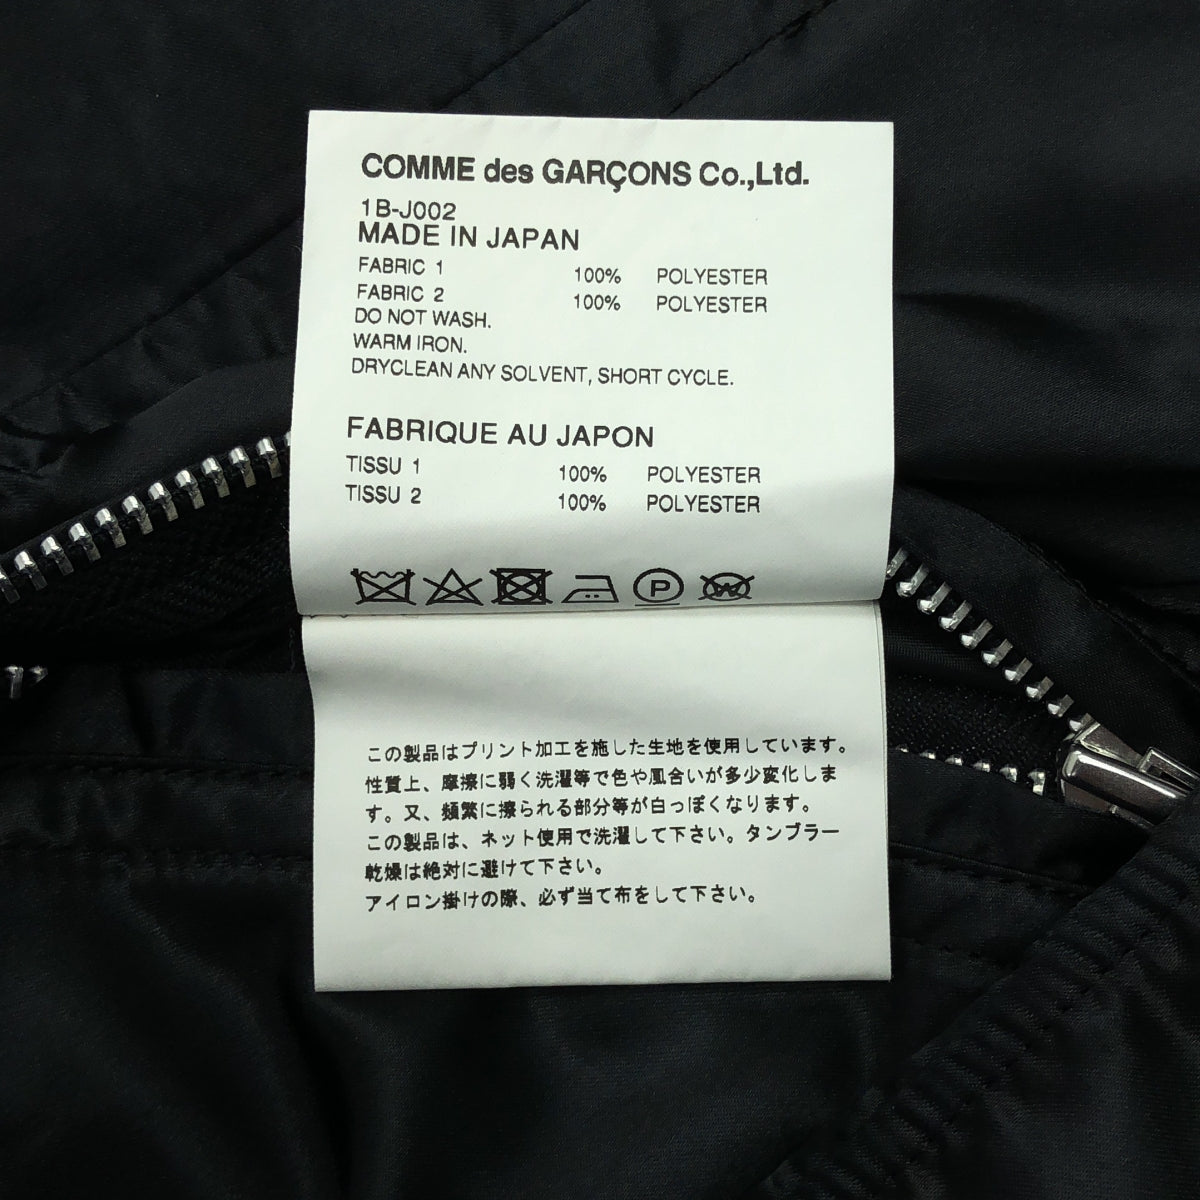 COMME des GARÇONS Co.,Ltd.
1B-J002
MADE IN JAPAN
FABRIC 1 100% POLYESTER
FABRIC 2 100% POLYESTER
DO NOT WASH.
WARM IRON.
DRYCLEAN ANY SOLVENT, SHORT CYCLE.
FABRIQUE AU JAPON
TISSU 1 100% POLYESTER
TISSU 2 100% POLYESTER
P W
この製品はプリント加工を施した生地を使用しています。
性質上、摩擦に弱く洗濯等で色や風合いが多少変化しま
す。又、頻繁に擦られる部分等が白っぽくなります。
この製品は、ネット使用で洗濯して下さい。タンブラー
乾燥は絶対に避けて下さい。
アイロン掛けの際、必ず当て布をして下さい。